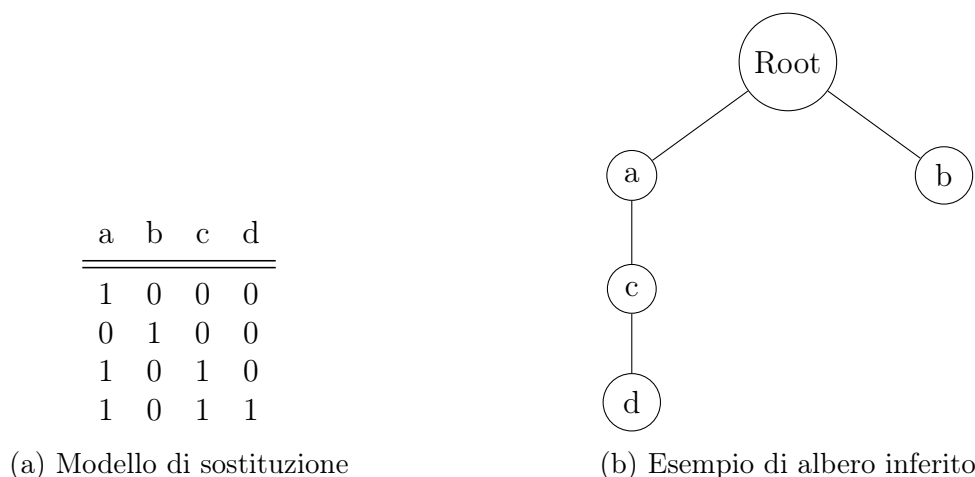 a b c d
1 0 0 0
0 1 0 0
1 0 1 0
1 0 1 1
(a) Modello di sostituzione
Root
a
b
c
d
(b) Esempio di albero inferito